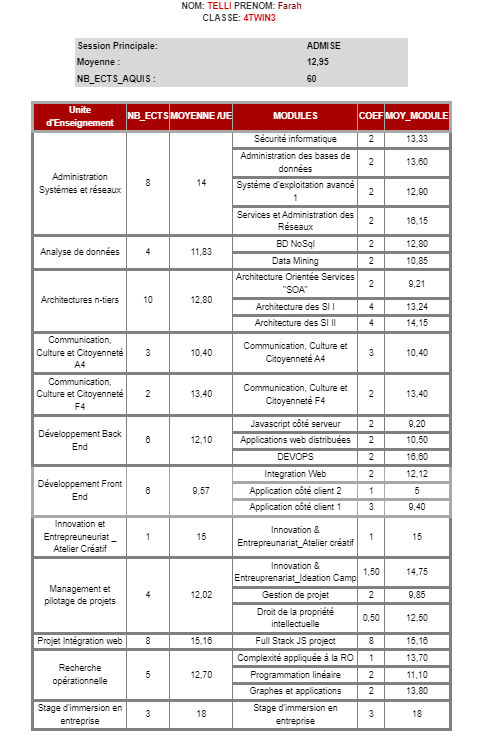 NOM: TELLI PRENOM: Farah
CLASSE: 4TWIN3
Session Principale: ADMISE
Moyenne : 12,95
NB_ECTS_AQUIS : 60
Unite d'Enseignement NB_ECTS MOYENNE /UE MODULES COEF MOY_MODULE
Administration Systèmes et réseaux 8 14 Sécurité informatique 2 13,33
Administration des bases de données 2 13,60
Système d'exploitation avancé 1 2 12,90
Services et Administration des Réseaux 2 16,15
Analyse de données 4 11,83 BD NoSql 2 12,80
Data Mining 2 10,85
Architectures n-tiers 10 12,80 Architecture Orientée Services "SOA" 2 9,21
Architecture des SI I 4 13,24
Architecture des SI II 4 14,15
Communication, Culture et Citoyenneté A4 3 10,40 Communication, Culture et Citoyenneté A4 3 10,40
Communication, Culture et Citoyenneté F4 2 13,40 Communication, Culture et Citoyenneté F4 2 13,40
Développement Back End 6 12,10 Javascript côté serveur 2 9,20
Applications web distribuées 2 10,50
DEVOPS 2 16,60
Développement Front End 6 9,57 Integration Web 2 12,12
Application côté client 2 1 5
Application côté client 1 3 9,40
Innovation et Entrepreuneuriat _ Atelier Créatif 1 15 Innovation & Entrepreunariat_Atelier créatif 1 15
Management et pilotage de projets 4 12,02 Innovation & Entreuprenariat_Ideation Camp 1,50 14,75
Gestion de projet 2 9,85
Droit de la propriété intellectuelle 0,50 12,50
Projet Intégration web 8 15,16 Full Stack JS project 8 15,16
Recherche opérationnelle 5 12,70 Complexité appliquée à la RO 1 13,70
Programmation linéaire 2 11,10
Graphes et applications 2 13,80
Stage d'immersion en entreprise 3 18 Stage d'immersion en entreprise 3 18